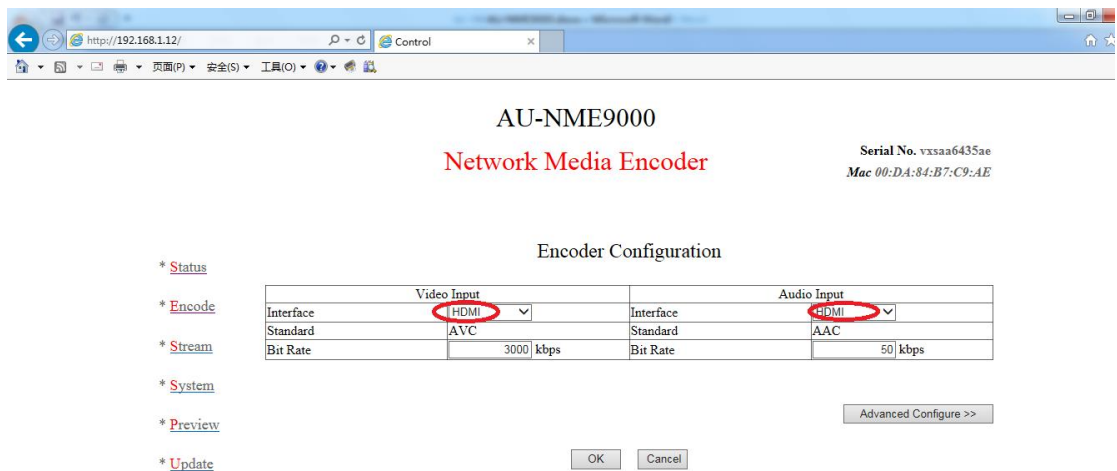 http://192.168.1.12/
Control
页面(P) 安全(S) 工具(O)
AU-NME9000
Network Media Encoder
Serial No. vxsaa6435ae
Mac 00:DA:84:B7:C9:AE
Encoder Configuration
* Status
* Encode
* Stream
* System
* Preview
* Update
Video Input Audio Input
Interface HDMI Interface HDMI
Standard AVC Standard AAC
Bit Rate 3000 kbps Bit Rate 50 kbps
Advanced Configure >>
OK Cancel